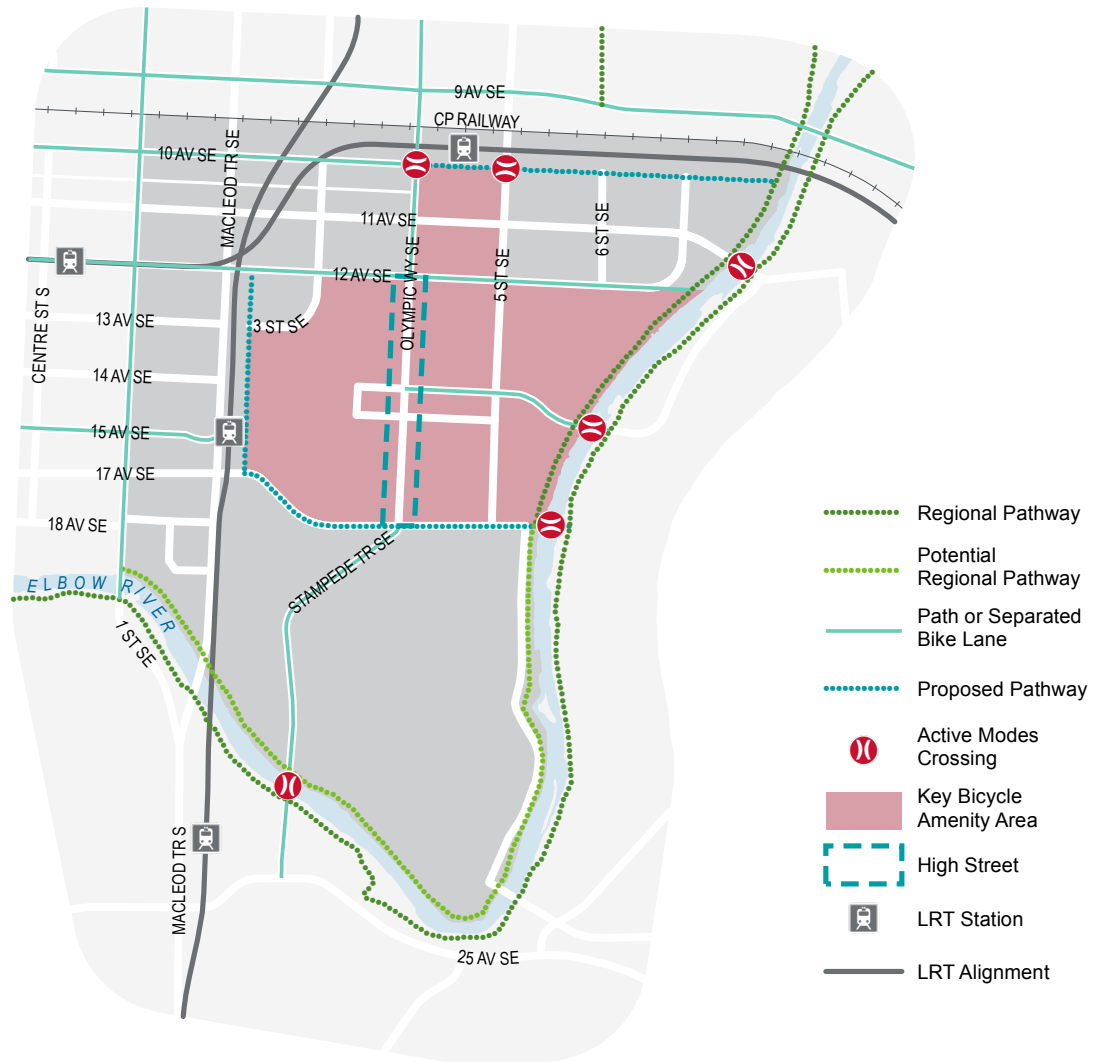 9 AV SE
CP RAILWAY
10 AV SE
MACLEOD TR SE
11 AV SE
6 ST SE
12 AV SE
OLYMPIC WY SE
5 ST SE
CENTRE ST S
13 AV SE
3 ST SE
14 AV SE
15 AV SE
17 AV SE
18 AV SE
STAMPEDE TR SE
ELBOW RIVER
1 ST SE
MACLEOD TR S
25 AV SE
Regional Pathway
Potential
Regional Pathway
Path or Separated
Bike Lane
Proposed Pathway
Active Modes
Crossing
Key Bicycle
Amenity Area
High Street
LRT Station
LRT Alignment